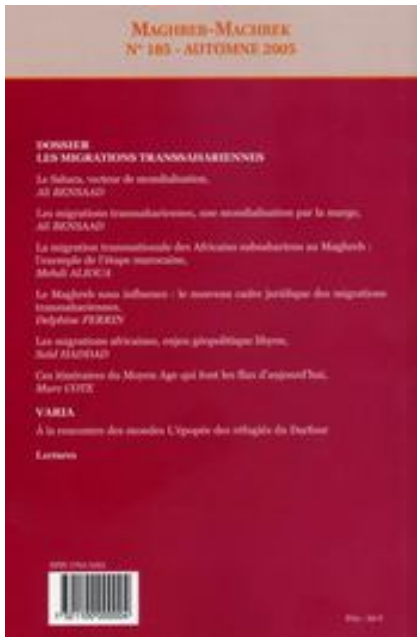 MAGHREB-MACHREK
N° 185 - AUTOMNE 2005
DOSSIER
LES MIGRATIONS TRANSSAHARIENNES
Le Sahara, vecteur de mondialisation,
Ali BENSAAD
Les migrations transsahariennes, une mondialisation par la marge,
Ali BENSAAD
La migration transnationale des Africains subsahariens au Maghreb :
l'exemple de l'étape marocaine,
Mehdi ALIOUA
Le Maghreb sous influence : le nouveau cadre juridique des migrations
transsahariennes,
Delphine PERRIN
Les migrations africaines, enjeu géopolitique libyen,
Saïd HADDAD
Ces itinéraires du Moyen Age qui font les flux d'aujourd'hui,
Marc COTE
VARIA
À la rencontre des mondes L'épopée des réfugiés du Darfour
Lectures
ISSN